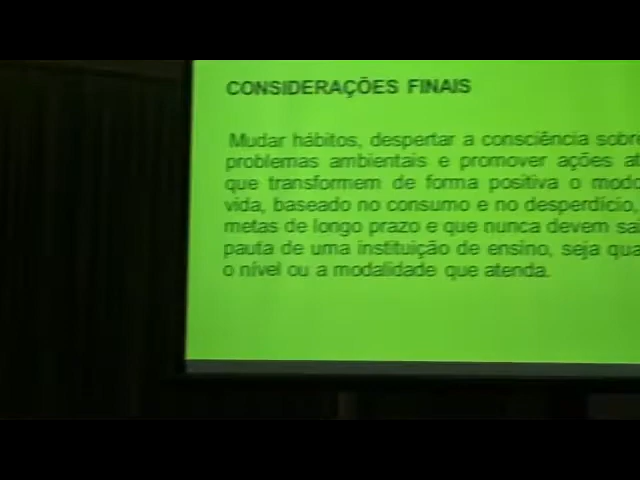 CONSIDERAÇÕES FINAIS
Mudar hábitos, despertar a consciência sobre
problemas ambientais e promover ações
que transformem de forma positiva o modo
vida, baseado no consumo e no desperdício,
metas de longo prazo e que nunca devem
pauta de uma instituição de ensino, seja
o nível ou a modalidade que atenda.